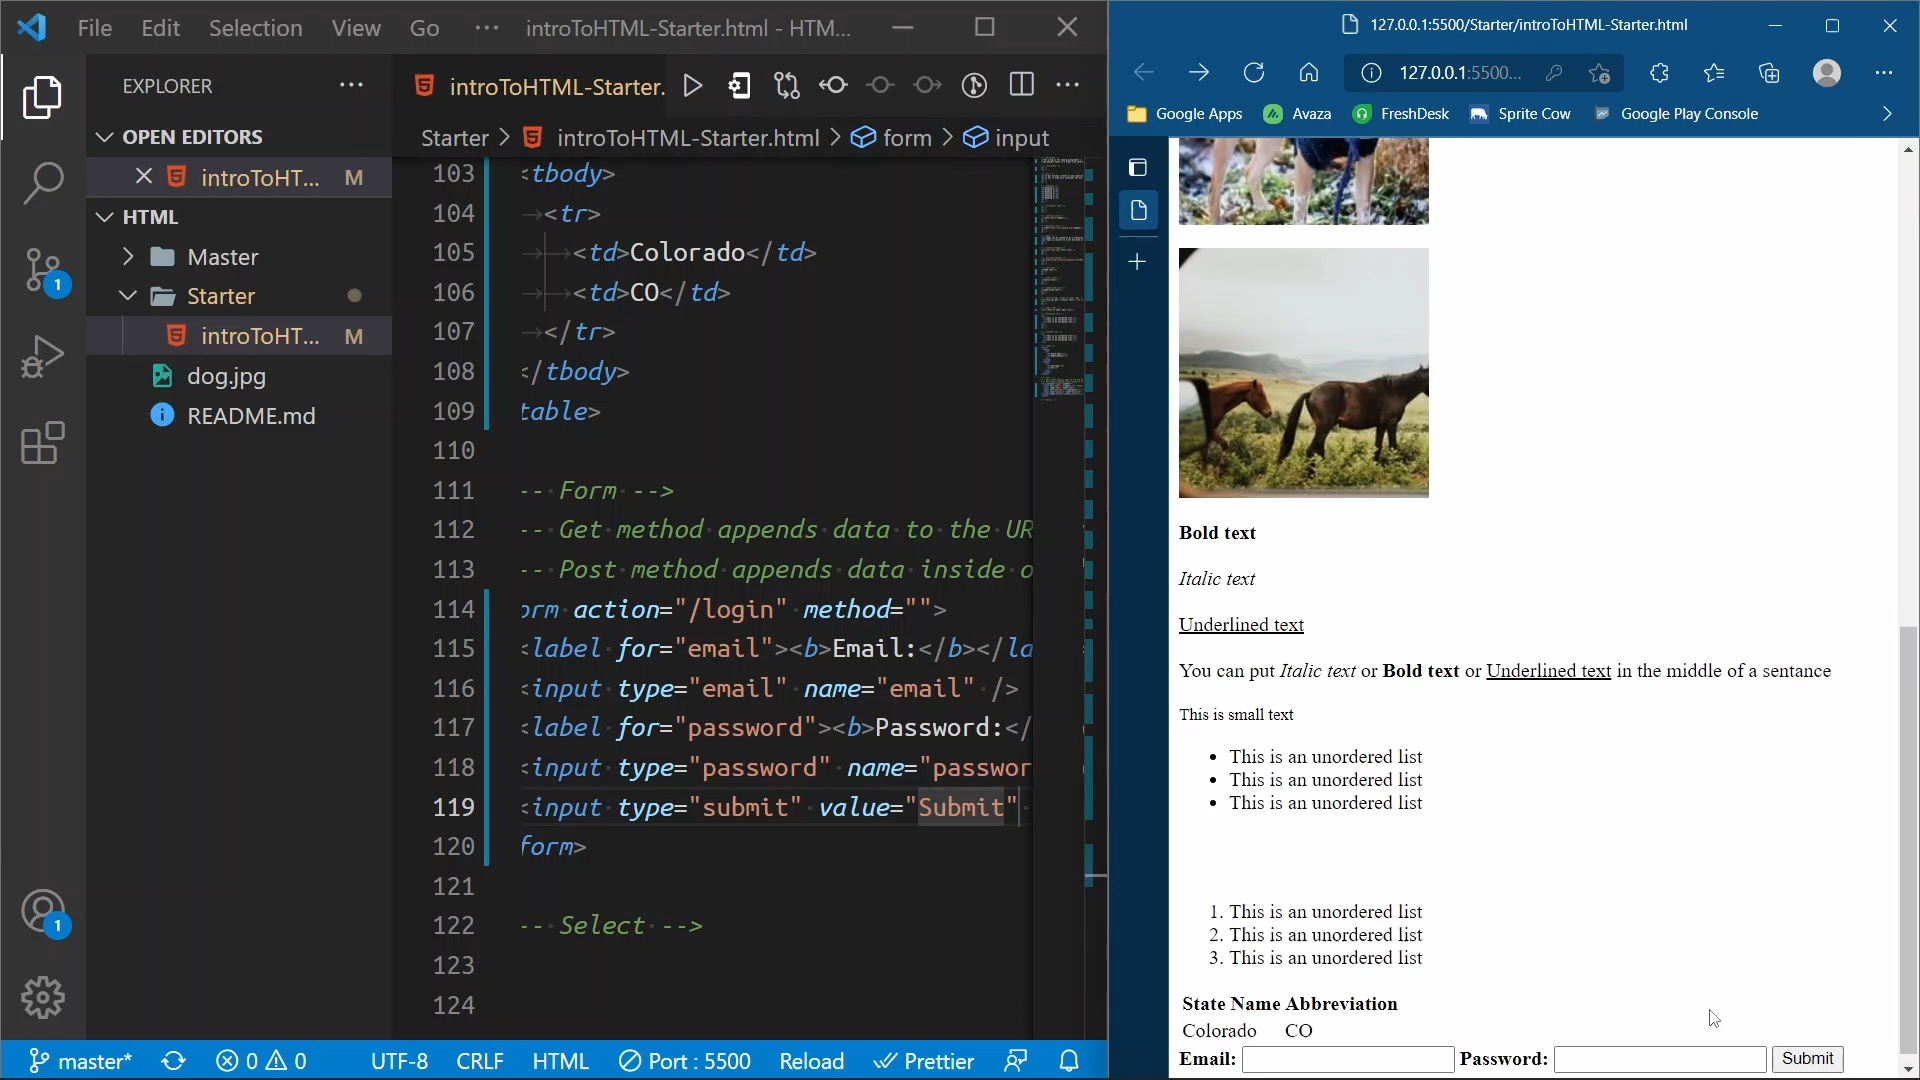 File Edit Selection View Go ··· introToHTML-Starter.html - HTM...
EXPLORER
OPEN EDITORS
introToHT... M
HTML
Master
Starter
introToHT... M
dog.jpg
README.md
1
1
introToHTML-Starter.
Starter > introToHTML-Starter.html > form > input
103 <tbody>
104 <tr>
105 <td>Colorado</td>
106 <td>CO</td>
107 </tr>
108 </tbody>
109 table>
110
111 -- Form -->
112 -- Get method appends data to the UR
113 -- Post method appends data inside o
114 orm action="/login" method="">
115 <label for="email"><b>Email:</b></la
116 <input type="email" name="email" />
117 <label for="password"><b>Password:</
118 <input type="password" name="passwor
119 <input type="submit" value="Submit"
120 form>
121
122 -- Select -->
123
124
master* 0 0 UTF-8 CRLF HTML Port : 5500 Reload Prettier
127.0.0.1:5500/Starter/introToHTML-Starter.html
127.0.0.1:5500...
Google Apps Avaza FreshDesk Sprite Cow Google Play Console
Bold text
Italic text
Underlined text
You can put Italic text or Bold text or Underlined text in the middle of a sentence
This is small text
• This is an unordered list
• This is an unordered list
• This is an unordered list
1. This is an unordered list
2. This is an unordered list
3. This is an unordered list
State Name Abbreviation
Colorado CO
Email: Password: Submit